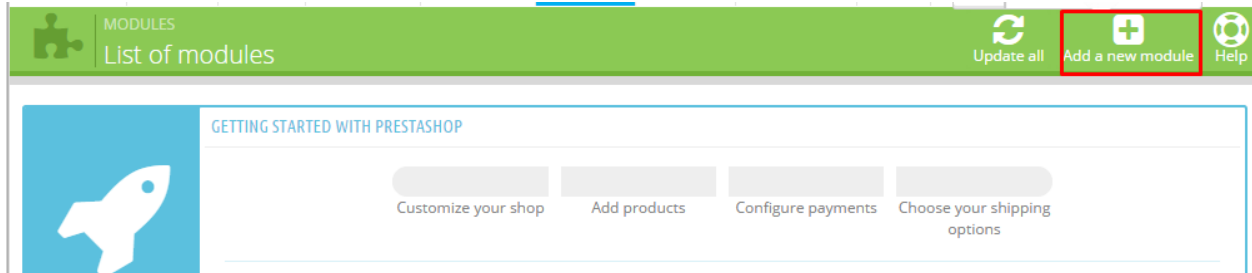 MODULES
List of modules
Update all
Add a new module
Help
GETTING STARTED WITH PRESTASHOP
Customize your shop
Add products
Configure payments
Choose your shipping
options